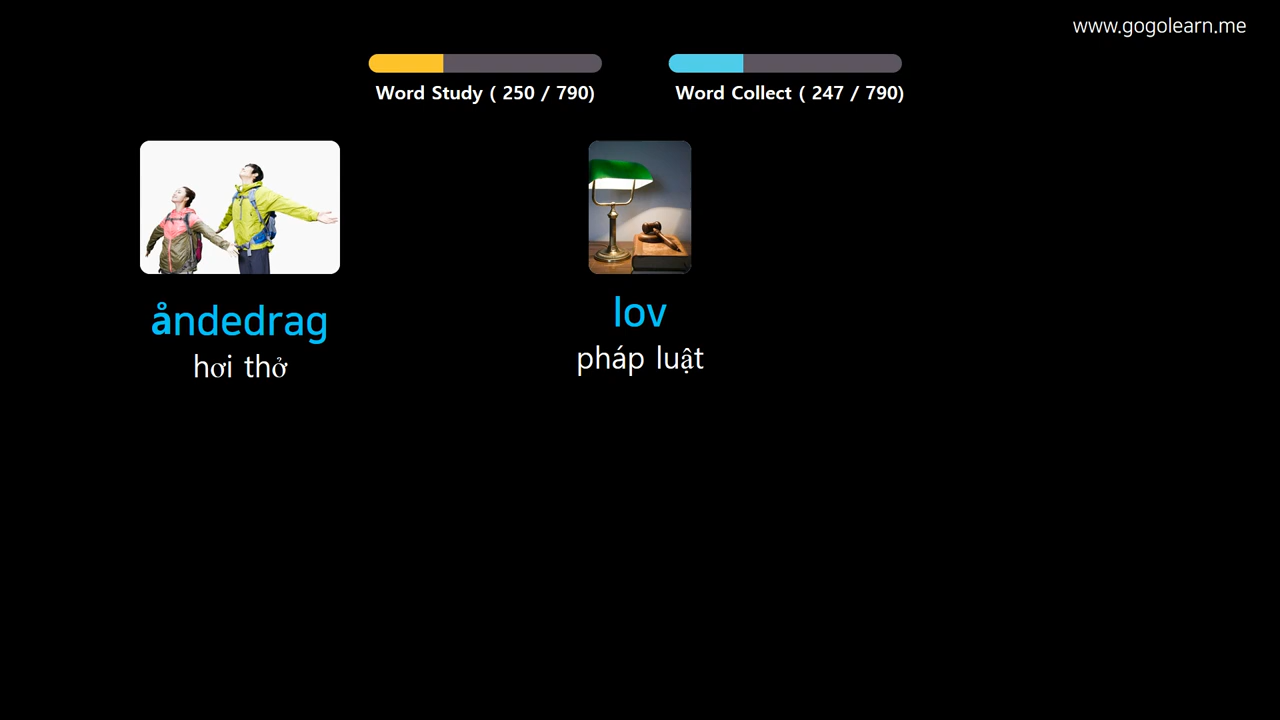 www.gogolearn.me
Word Study ( 250 / 790)
Word Collect ( 247 / 790)
åndedrag
hơi thở
lov
pháp luật